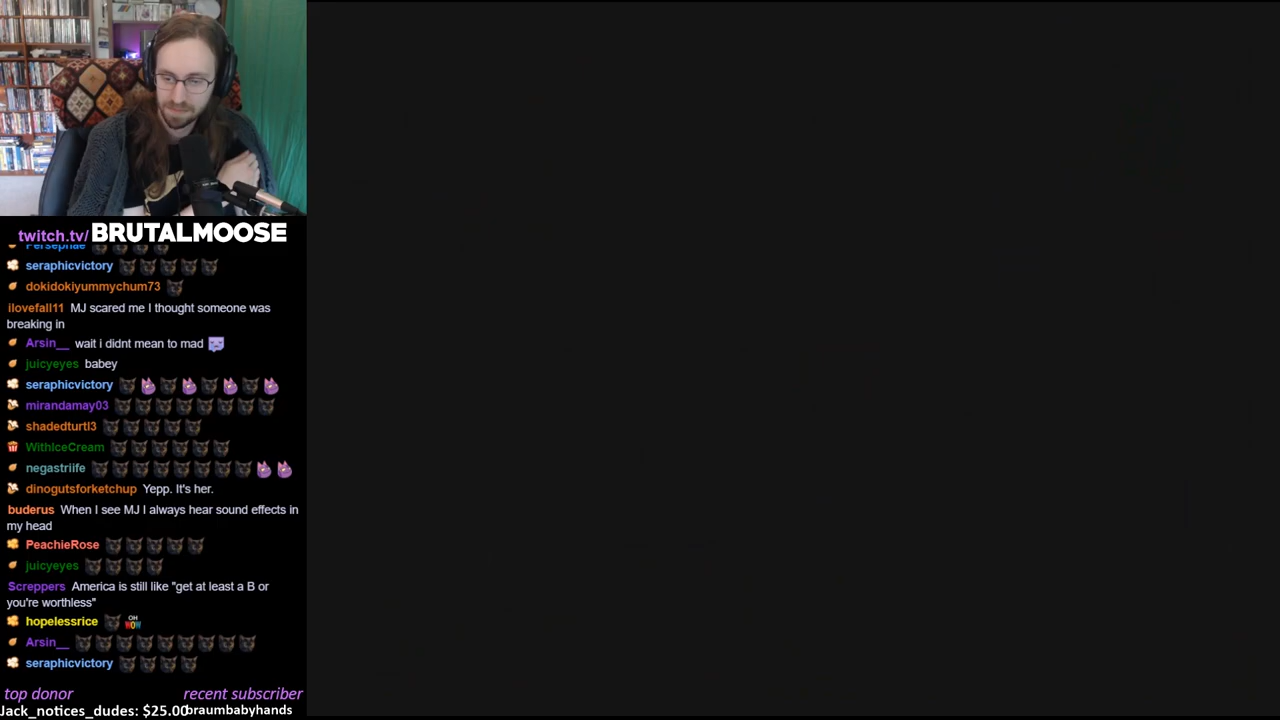 twitch.tv/BRUTALMOOSE
Persephae
seraphicvictory
dokidokiyummychum73
ilovefall11 MJ scared me I thought someone was
breaking in
Arsin__ wait i didnt mean to mad
juicyeyes babey
seraphicvictory
mirandamay03
shadedturtl3
WithIceCream
negastriife
dinogutsforketchup Yepp. It's her.
buderus When I see MJ I always hear sound effects in
my head
PeachieRose
juicyeyes
Screppers America is still like "get at least a B or
you're worthless"
hopelessrice OH WOW
Arsin__
seraphicvictory
top donor recent subscriber
Jack_notices_dudes: $25.00 braumbabyhands